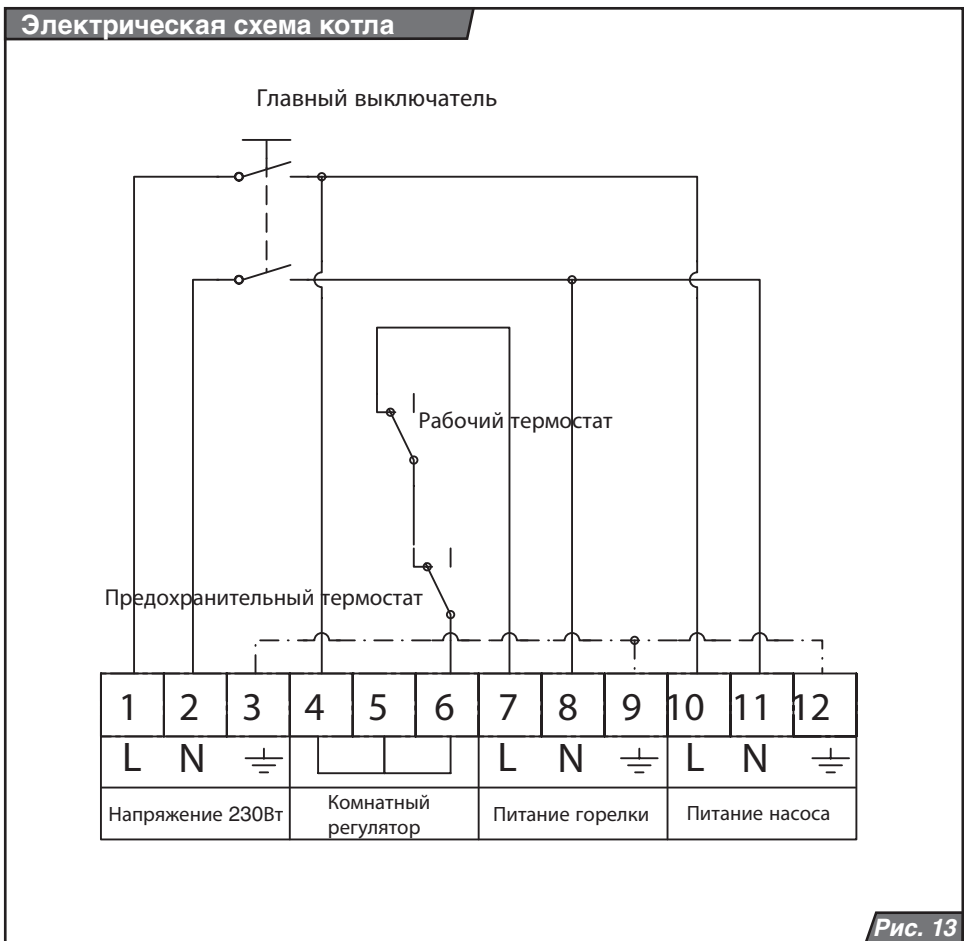 Электрическая схема котла
Главный выключатель
Рабочий термостат
Предохранительный термостат
1 2 3 4 5 6 7 8 9 10 11 12
L N L N L N
Напряжение 230Вт
Комнатный
регулятор
Питание горелки
Питание насоса
Рис. 13